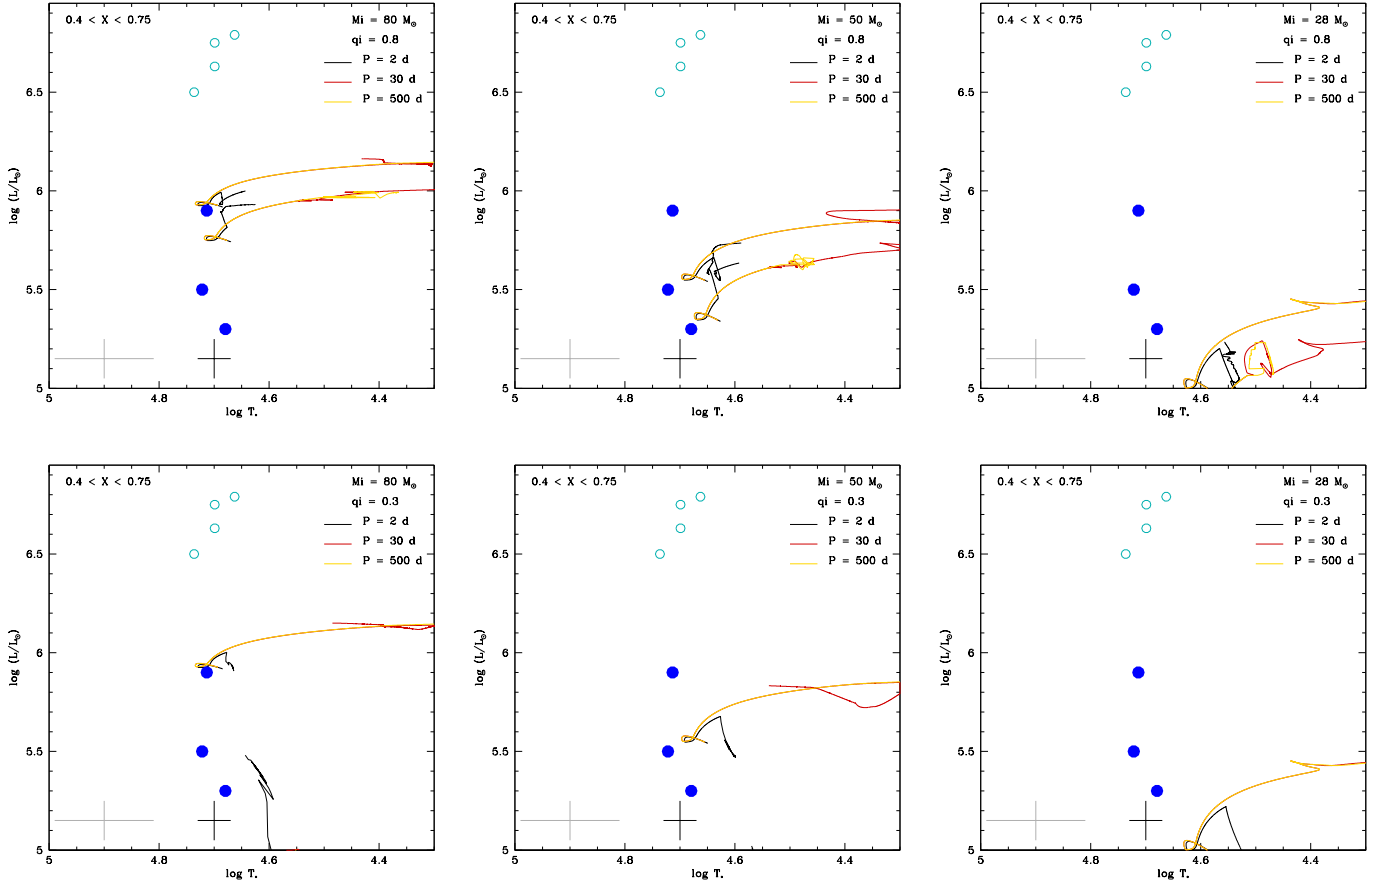 0.4 < X < 0.75 Mi = 80 M☉
qi = 0.8
P = 2 d
P = 30 d
P = 500 d
6.5
6
5.5
5
5 4.8 4.6 4.4
log T*
log (L/L☉)
0.4 < X < 0.75 Mi = 50 M☉
qi = 0.8
P = 2 d
P = 30 d
P = 500 d
6.5
6
5.5
5
5 4.8 4.6 4.4
log T*
log (L/L☉)
0.4 < X < 0.75 Mi = 28 M☉
qi = 0.8
P = 2 d
P = 30 d
P = 500 d
6.5
6
5.5
5
5 4.8 4.6 4.4
log T*
log (L/L☉)
0.4 < X < 0.75 Mi = 80 M☉
qi = 0.3
P = 2 d
P = 30 d
P = 500 d
6.5
6
5.5
5
5 4.8 4.6 4.4
log T*
log (L/L☉)
0.4 < X < 0.75 Mi = 50 M☉
qi = 0.3
P = 2 d
P = 30 d
P = 500 d
6.5
6
5.5
5
5 4.8 4.6 4.4
log T*
log (L/L☉)
0.4 < X < 0.75 Mi = 28 M☉
qi = 0.3
P = 2 d
P = 30 d
P = 500 d
6.5
6
5.5
5
5 4.8 4.6 4.4
log T*
log (L/L☉)